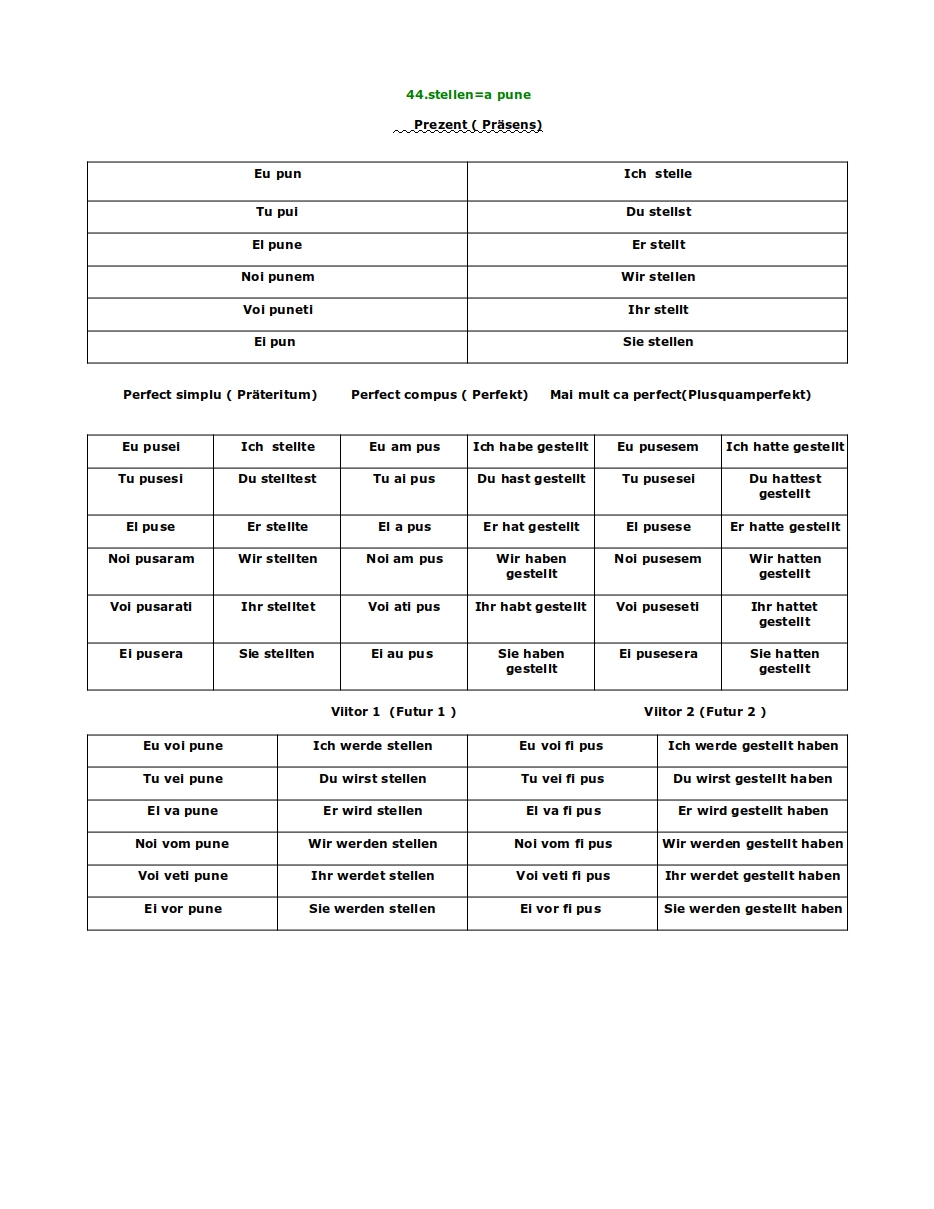 44.stellen=a pune
Prezent ( Präsens)
Eu pun Ich  stelle
Tu pui Du stellst
El pune Er stellt
Noi punem Wir stellen
Voi puneti Ihr stellt
Ei pun Sie stellen
Perfect simplu ( Präteritum) Perfect compus ( Perfekt) Mai mult ca perfect(Plusquamperfekt)
Eu pusei Ich  stellte Eu am pus Ich habe gestellt Eu pusesem Ich hatte gestellt
Tu pusesi Du stelltest Tu ai pus Du hast gestellt Tu pusesei Du hattest
gestellt
El puse Er stellte El a pus Er hat gestellt El pusese Er hatte gestellt
Noi pusaram Wir stellten Noi am pus Wir haben Noi pusesem Wir hatten
gestellt gestellt
Voi pusarati Ihr stelltet Voi ati pus Ihr habt gestellt Voi puseseti Ihr hattet
gestellt
Ei pusera Sie stellten Ei au pus Sie haben Ei pusesera Sie hatten
gestellt gestellt
Viitor 1  (Futur 1 ) Viitor 2 (Futur 2 )
Eu voi pune Ich werde stellen Eu voi fi pus Ich werde gestellt haben
Tu vei pune Du wirst stellen Tu vei fi pus Du wirst gestellt haben
El va pune Er wird stellen El va fi pus Er wird gestellt haben
Noi vom pune Wir werden stellen Noi vom fi pus Wir werden gestellt haben
Voi veti pune Ihr werdet stellen Voi veti fi pus Ihr werdet gestellt haben
Ei vor pune Sie werden stellen Ei vor fi pus Sie werden gestellt haben